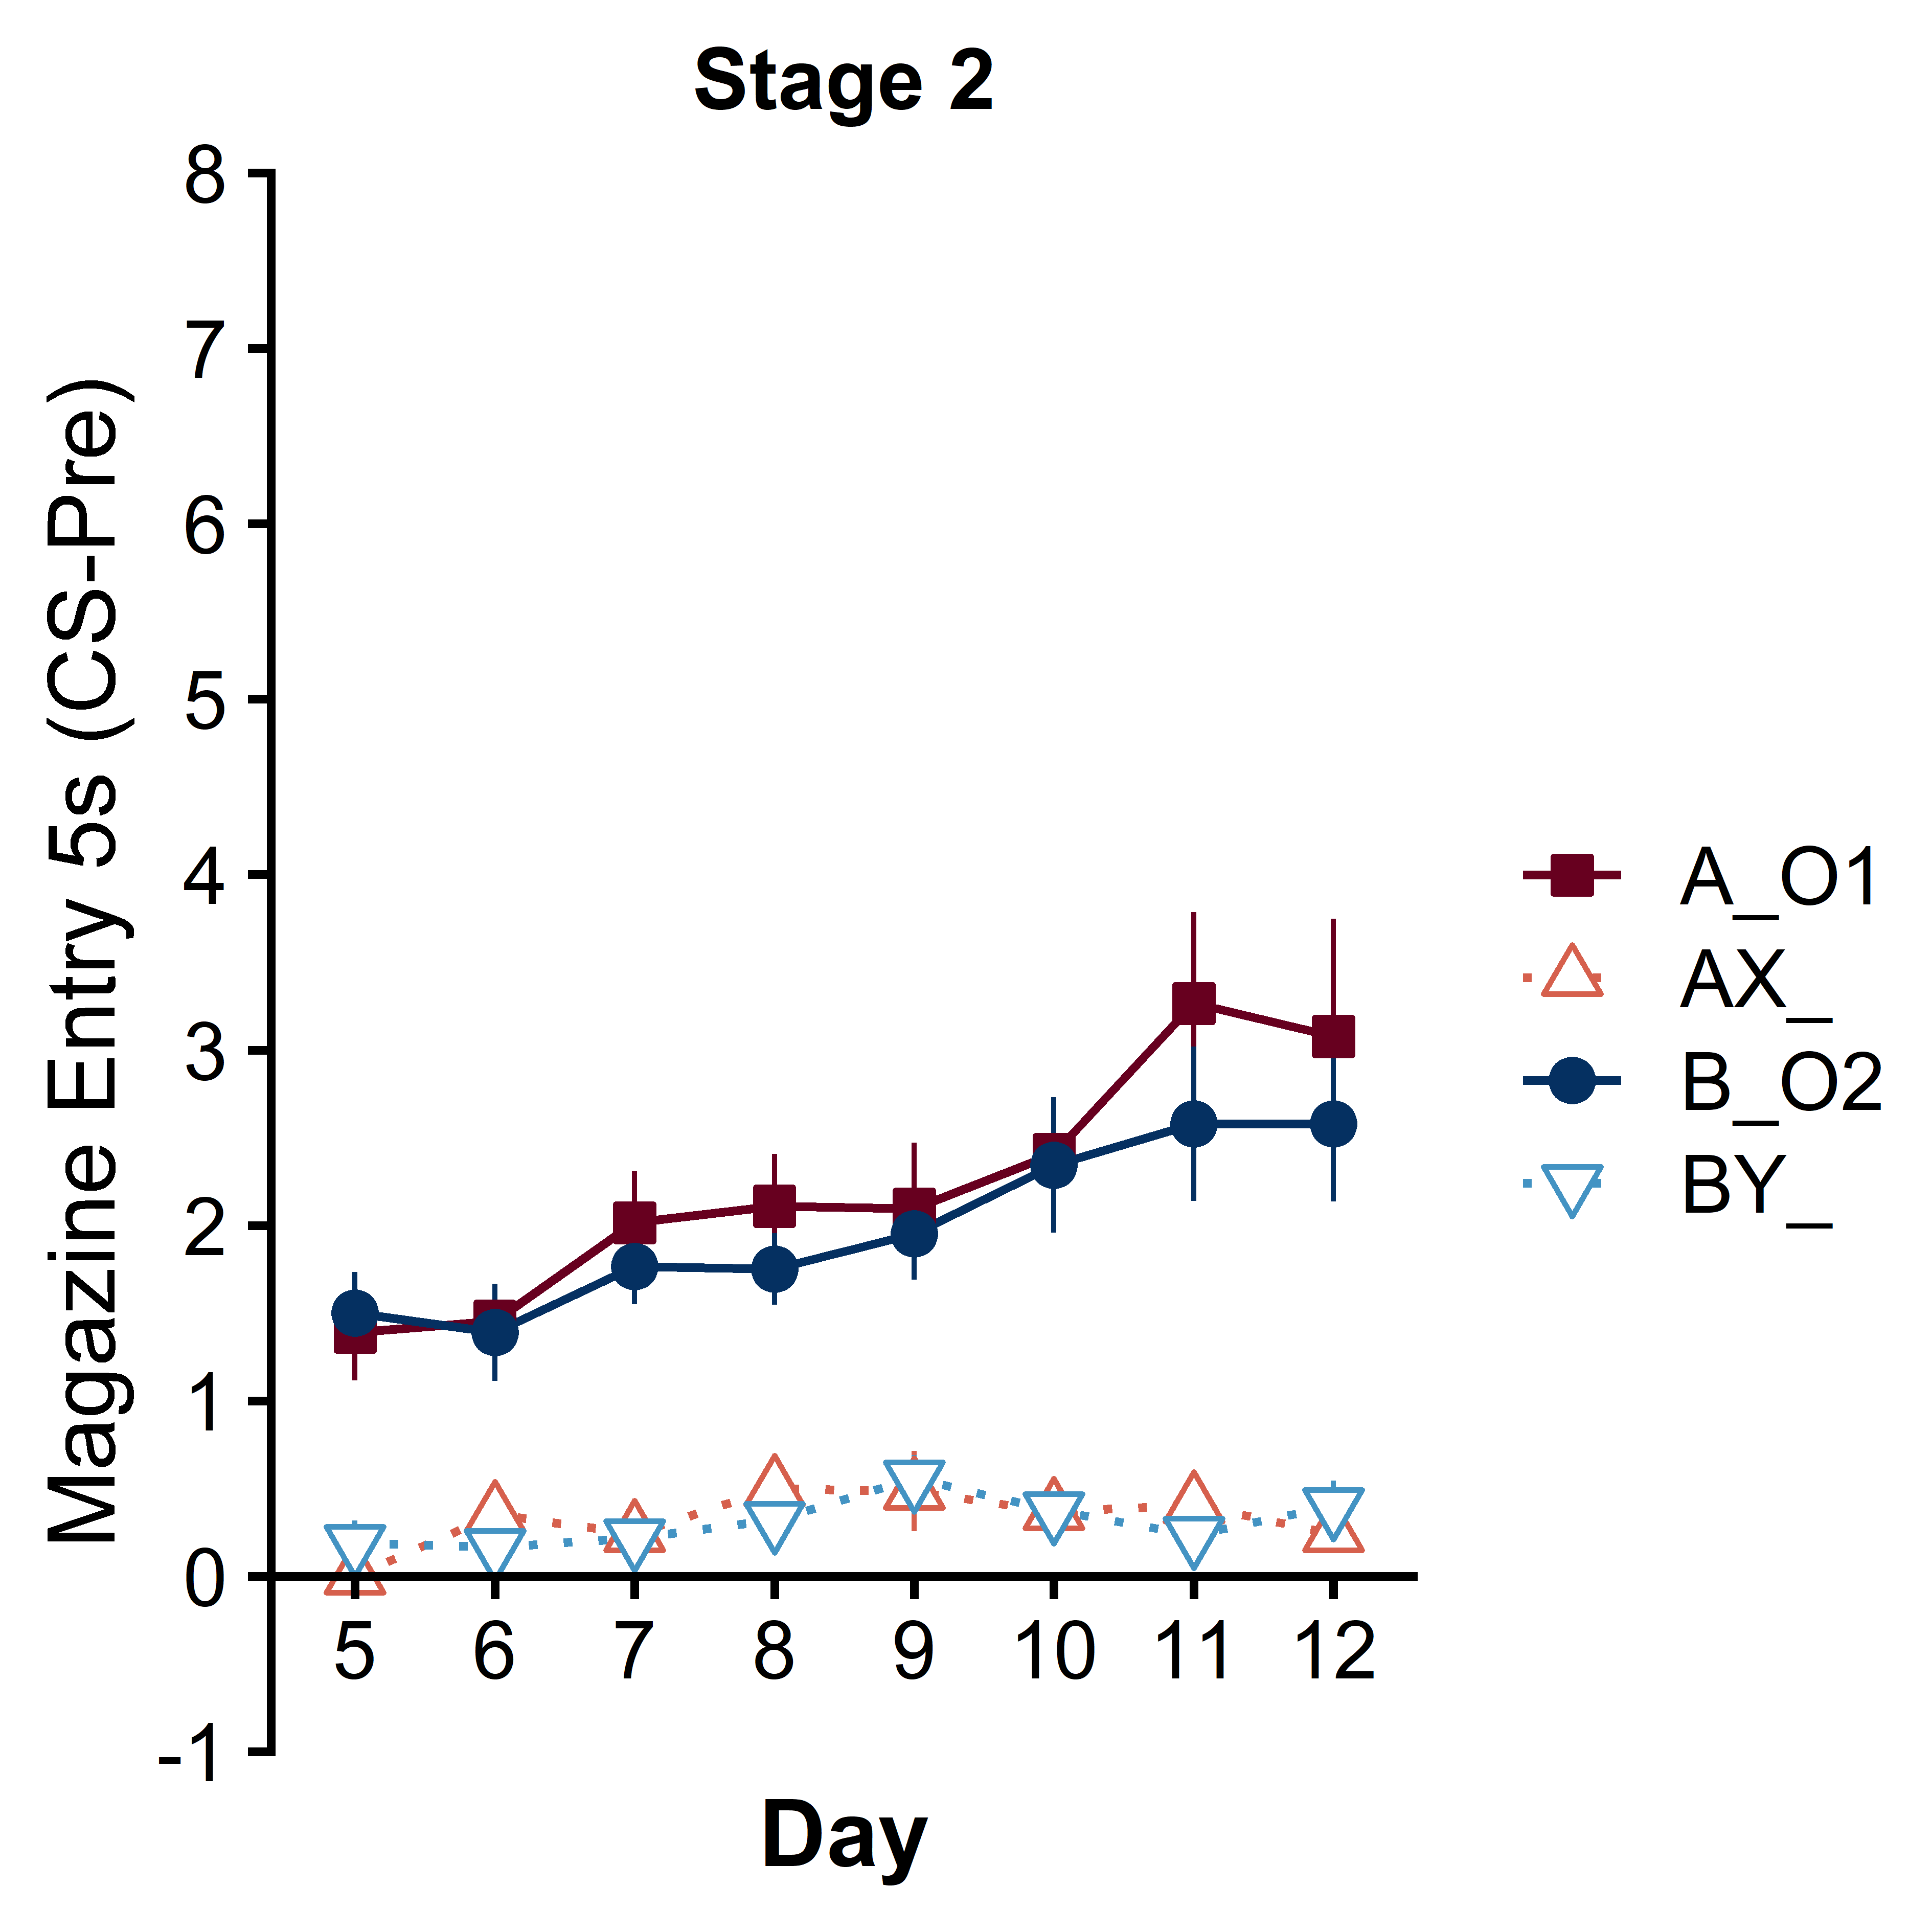 Stage 2
Magazine Entry 5s (CS-Pre)
8
7
6
5
4
3
2
1
0
-1
5 6 7 8 9 10 11 12
Day
A_O1
AX_
B_O2
BY_